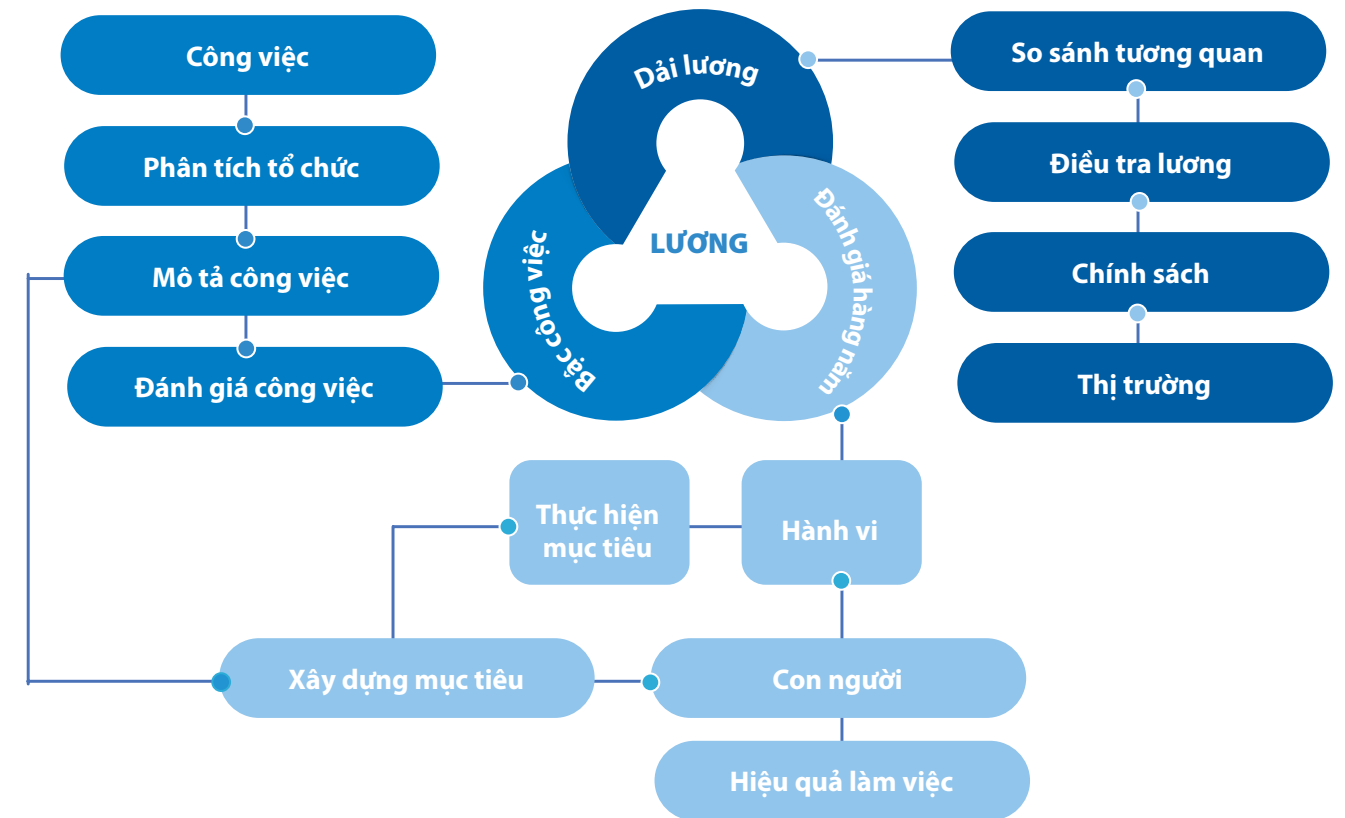 Công việc
Phân tích tổ chức
Mô tả công việc
Đánh giá công việc
Dải lương
Bậc công việc
LƯƠNG
Đánh giá hàng năm
So sánh tương quan
Điều tra lương
Chính sách
Thị trường
Thực hiện
mục tiêu
Hành vi
Xây dựng mục tiêu
Con người
Hiệu quả làm việc